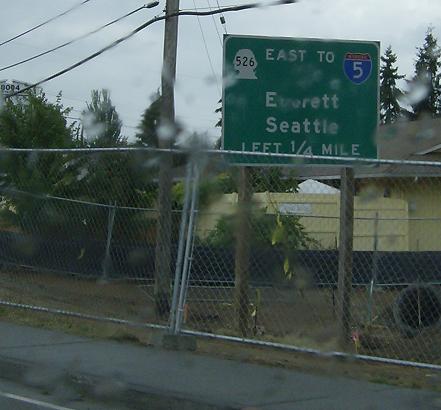 526 EAST TO 5
Everett
Seattle
LEFT 1/4 MILE